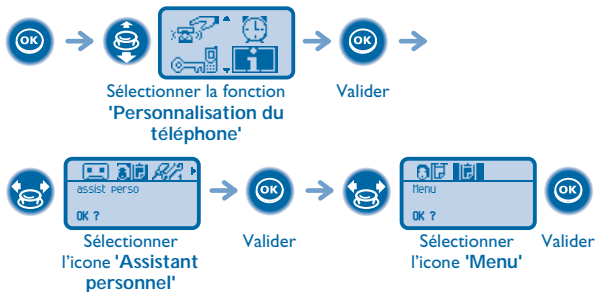 OK
OK
Sélectionner la fonction
'Personnalisation du
téléphone'
Valider
assist perso
OK ?
OK
Menu
OK ?
OK
Sélectionner
l'icone 'Assistant
personnel'
Valider
Sélectionner
l'icone 'Menu'
Valider